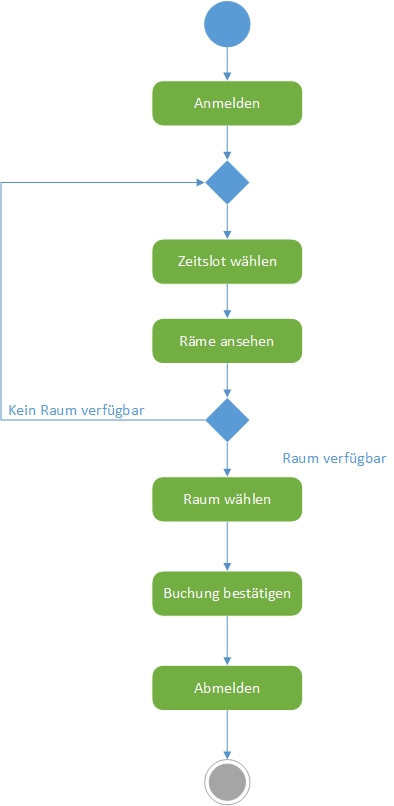 Anmelden
Zeitslot wählen
Räme ansehen
Kein Raum verfügbar
Raum verfügbar
Raum wählen
Buchung bestätigen
Abmelden